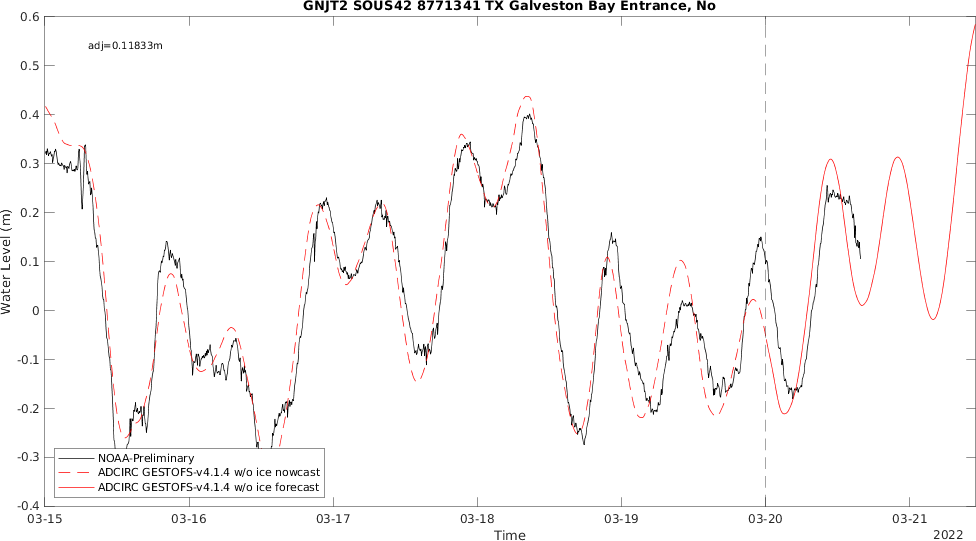 GNJT2 SOUS42 8771341 TX Galveston Bay Entrance, No
adj=0.11833m
0.6
0.5
0.4
0.3
0.2
0.1
0
-0.1
-0.2
-0.3
-0.4
Water Level (m)
NOAA-Preliminary
ADCIRC GESTOFS-v4.1.4 w/o ice nowcast
ADCIRC GESTOFS-v4.1.4 w/o ice forecast
03-15 03-16 03-17 03-18 03-19 03-20 03-21
Time
2022